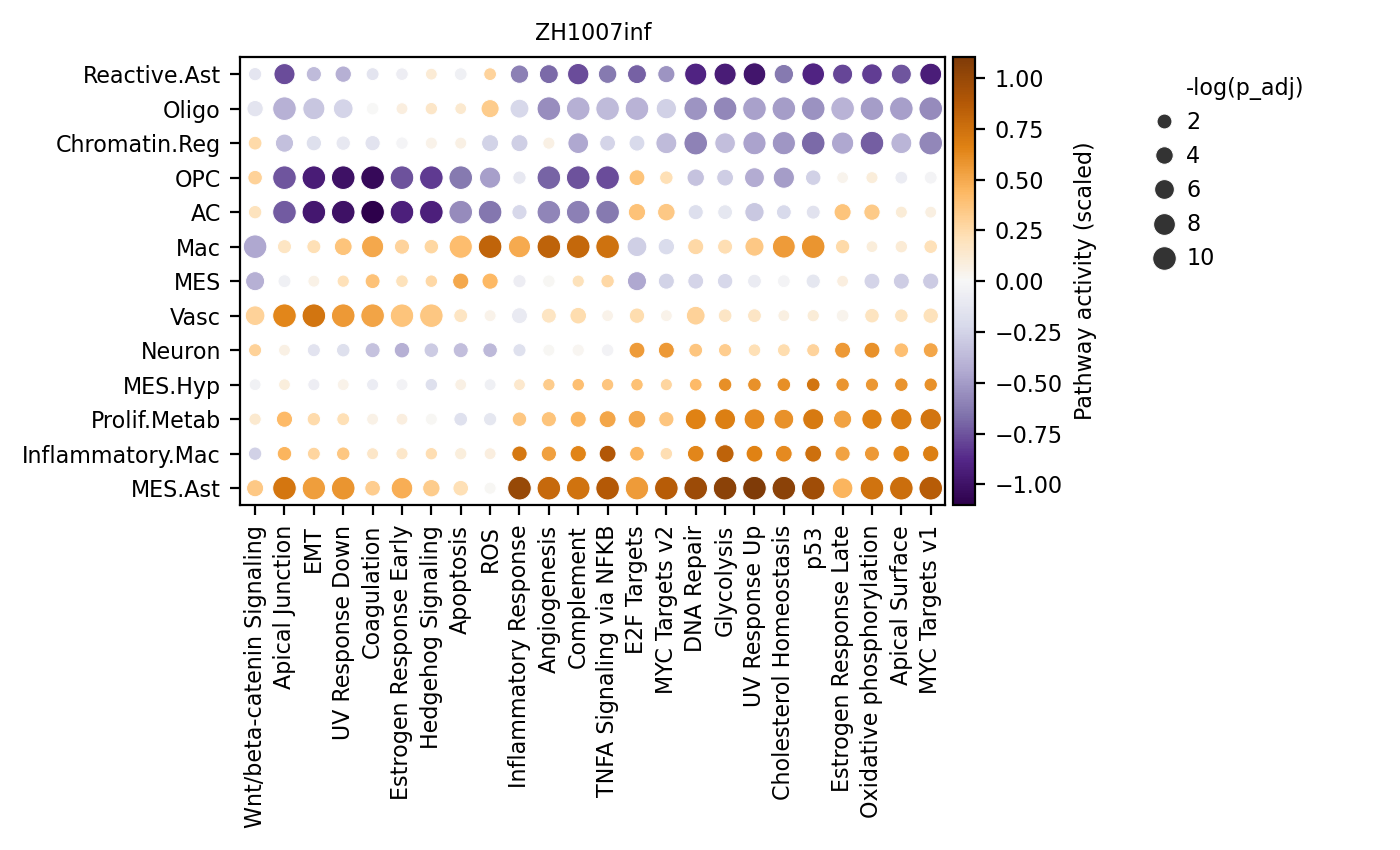 ZH1007inf
Reactive.Ast
Oligo
Chromatin.Reg
OPC
AC
Mac
MES
Vasc
Neuron
MES.Hyp
Prolif.Metab
Inflammatory.Mac
MES.Ast
Wnt/beta-catenin Signaling
Apical Junction
EMT
UV Response Down
Coagulation
Estrogen Response Early
Hedgehog Signaling
Apoptosis
ROS
Inflammatory Response
Angiogenesis
Complement
TNFA Signaling via NFKB
E2F Targets
MYC Targets v2
DNA Repair
Glycolysis
UV Response Up
Cholesterol Homeostasis
p53
Estrogen Response Late
Oxidative phosphorylation
Apical Surface
MYC Targets v1
1.00
0.75
0.50
0.25
0.00
−0.25
−0.50
−0.75
−1.00
Pathway activity (scaled)
-log(p_adj)
2
4
6
8
10